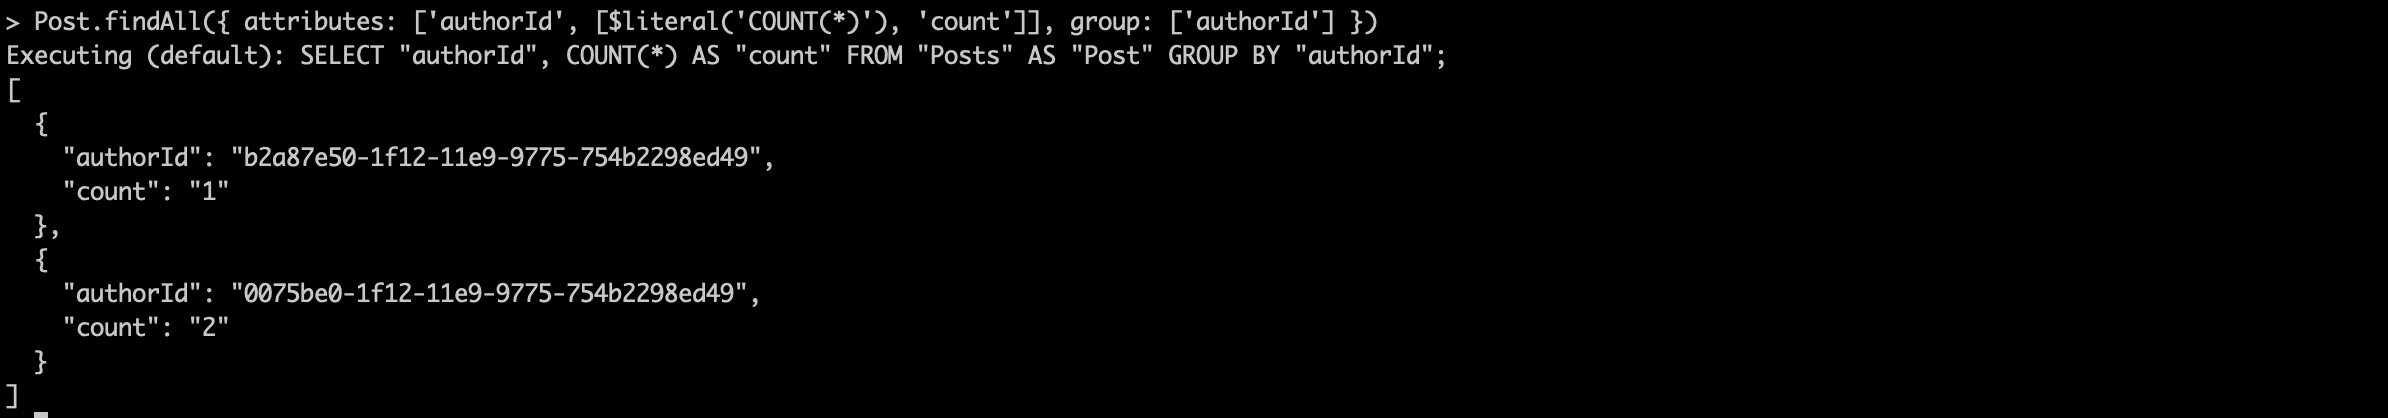 > Post.findAll({ attributes: ['authorId', [$literal('COUNT(*)'), 'count']], group: ['authorId'] })
Executing (default): SELECT "authorId", COUNT(*) AS "count" FROM "Posts" AS "Post" GROUP BY "authorId";
[
  {
    "authorId": "b2a87e50-1f12-11e9-9775-754b2298ed49",
    "count": "1"
  },
  {
    "authorId": "0075be0-1f12-11e9-9775-754b2298ed49",
    "count": "2"
  }
]